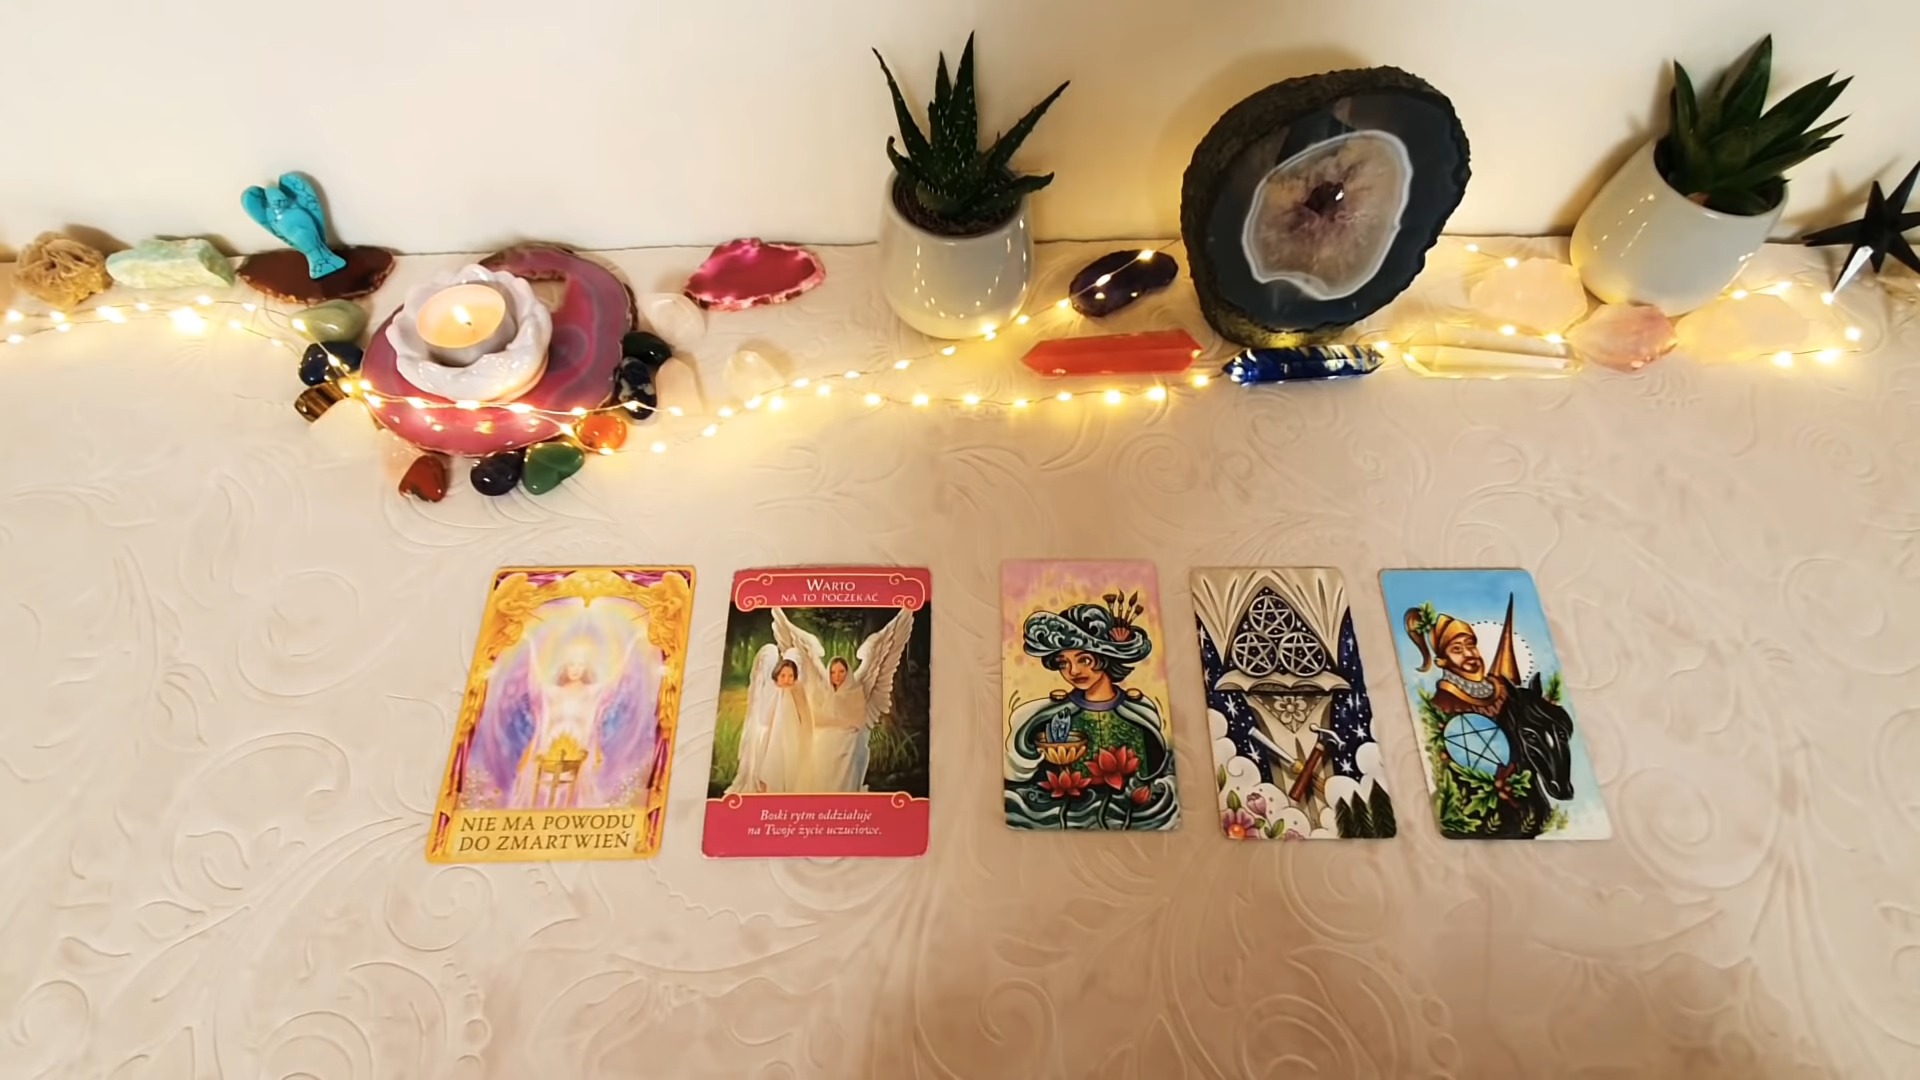 NIE MA POWODU
DO ZMARTWIEŃ
WARTO
NA TO POCZEKAĆ
Boski rytm oddziałuje
na Twoje życie uczuciowe.